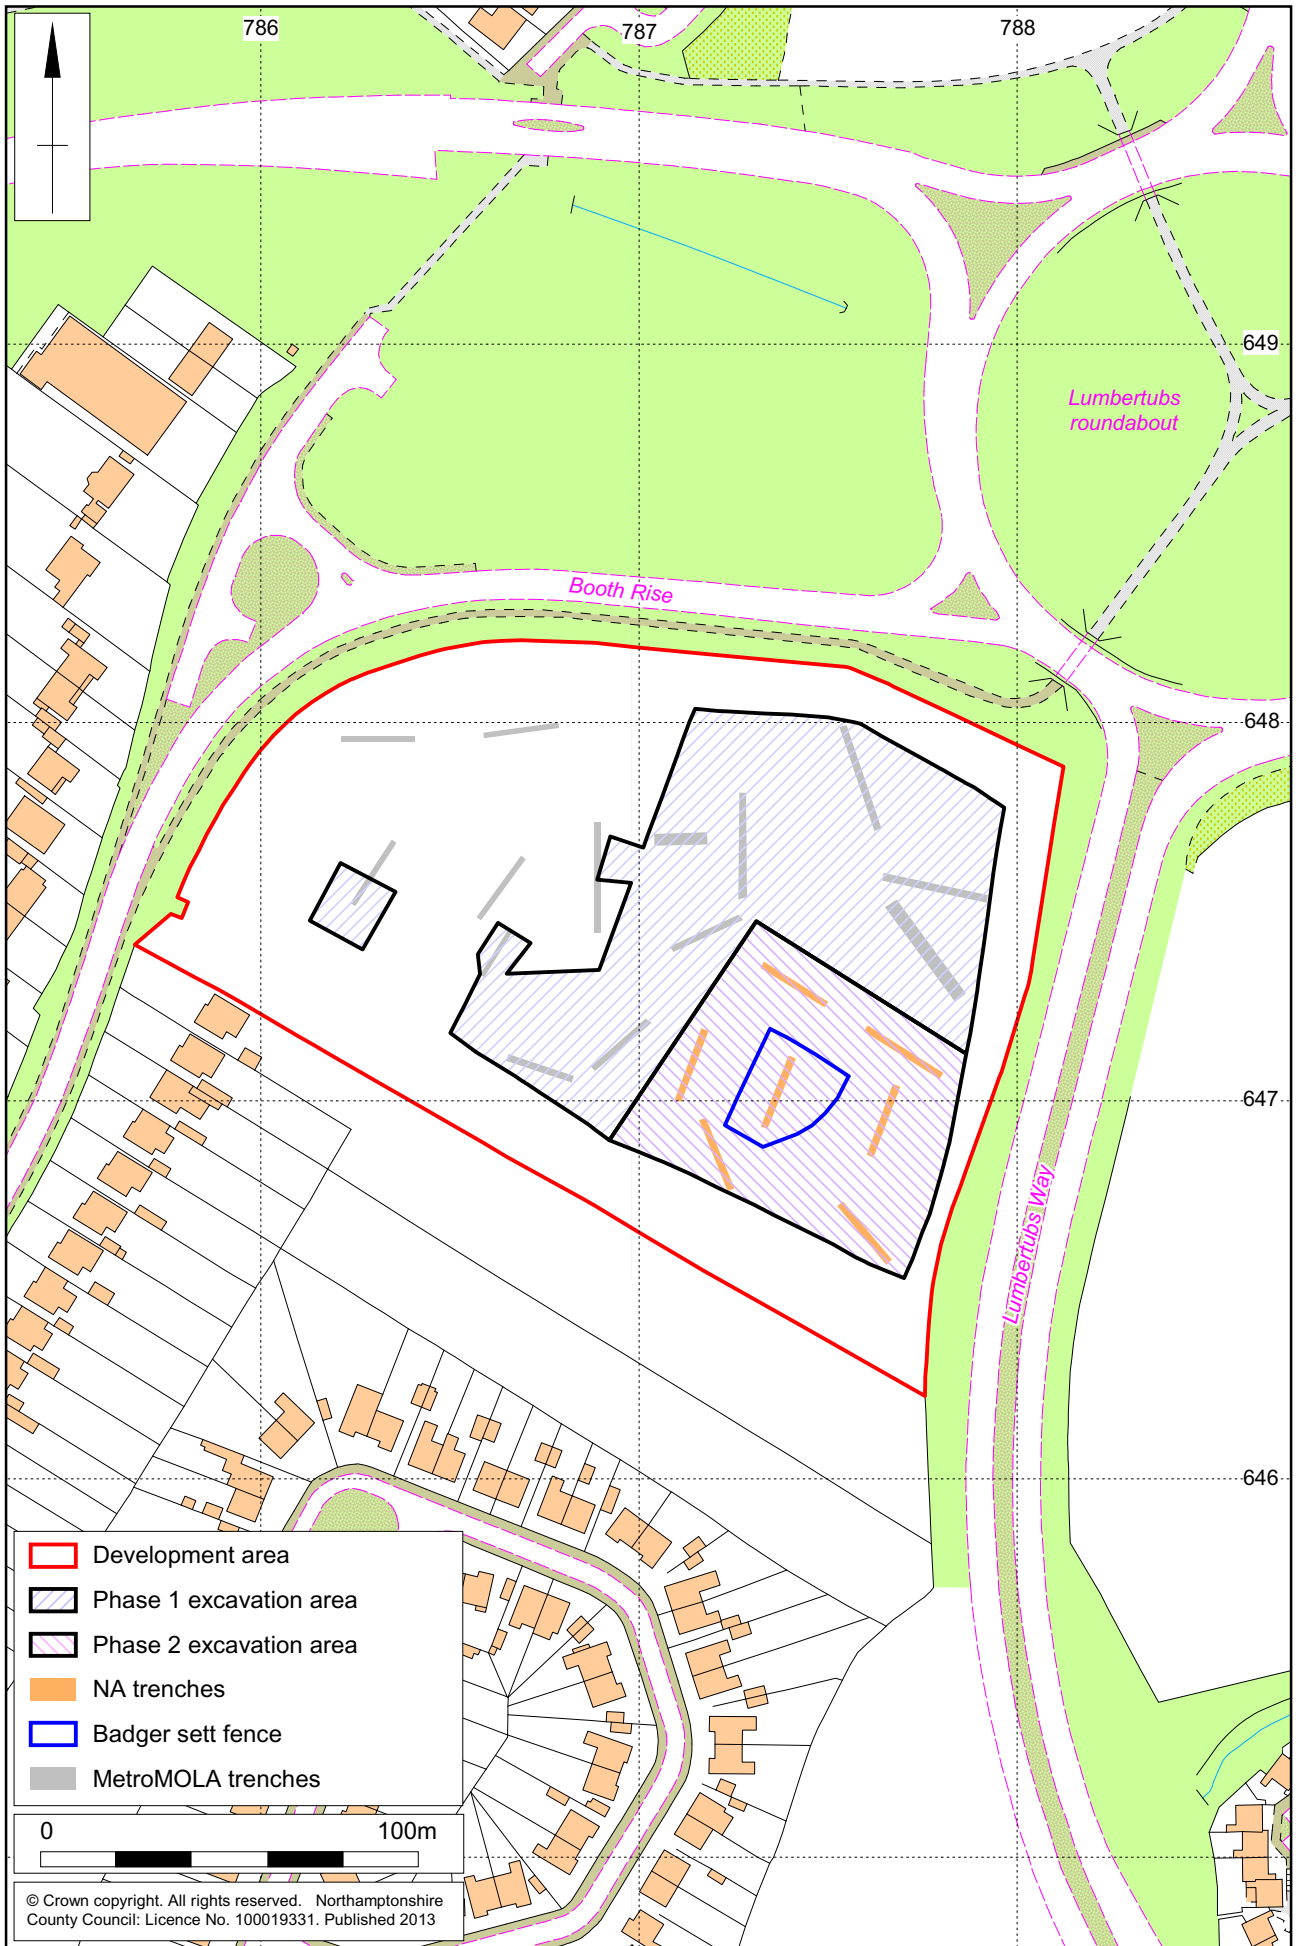 786
787
788
649
Lumbertubs
roundabout
Booth Rise
648
647
Lumbertubs Way
646
Development area
Phase 1 excavation area
Phase 2 excavation area
NA trenches
Badger sett fence
MetroMOLA trenches
0 100m
© Crown copyright. All rights reserved. Northamptonshire
County Council: Licence No. 100019331. Published 2013